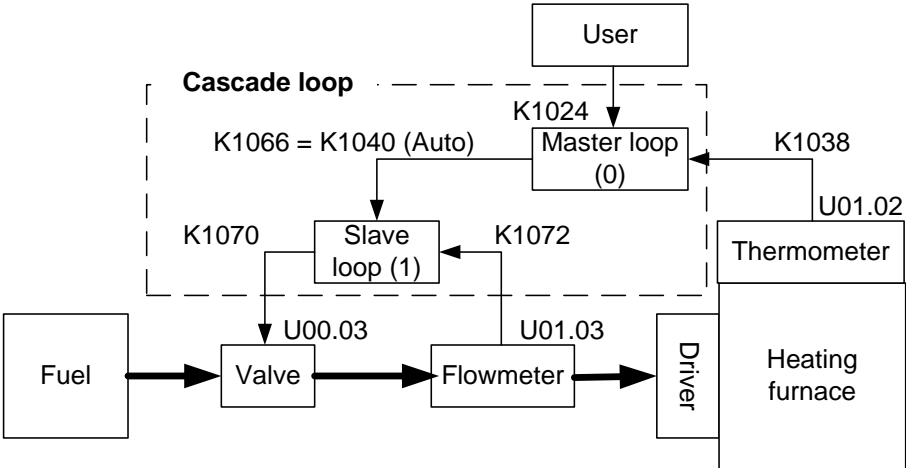 User
Cascade loop
K1024
K1066 = K1040 (Auto)
Master loop
(0)
K1038
U01.02
K1070
Slave
loop (1)
K1072
Thermometer
U00.03
U01.03
Fuel
Valve
Flowmeter
Driver
Heating
furnace